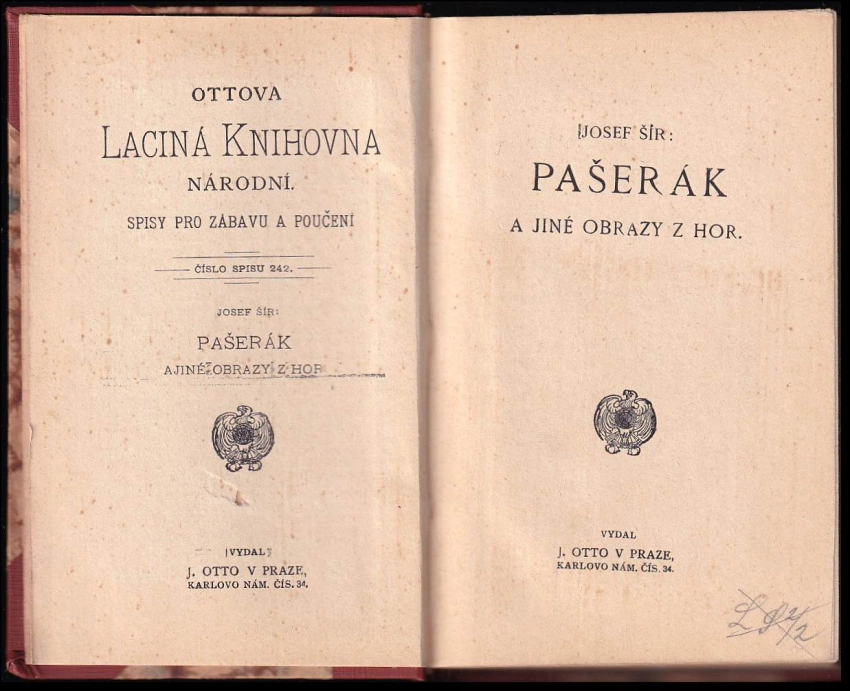 OTTOVA
LACINÁ KNIHOVNA
NÁRODNÍ.
SPISY PRO ZÁBAVU A POUČENÍ
ČÍSLO SPISU 242.
JOSEF ŠÍR:
PAŠERÁK
A JINÉ OBRAZY Z HOR
VYDAL
J. OTTO V PRAZE,
KARLOVO NÁM. ČÍS. 34.
JOSEF ŠÍR:
PAŠERÁK
A JINÉ OBRAZY Z HOR.
VYDAL
J. OTTO V PRAZE,
KARLOVO NÁM. ČÍS. 34.